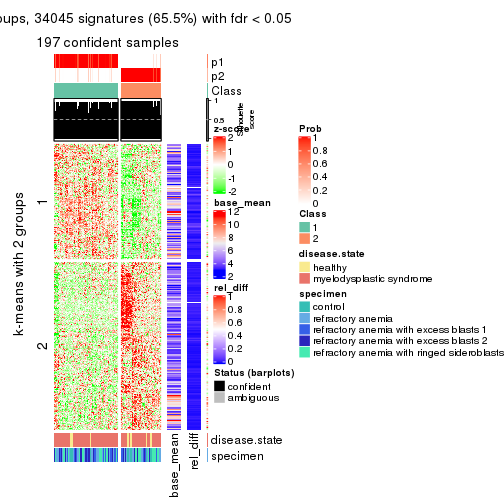 oups, 34045 signatures (65.5%) with fdr < 0.05
197 confident samples
p1
p2
Class
1
0.5
0
Silhouette
score
k-means with 2 groups
1
2
z-score
2
1
0
-1
-2
base_mean
12
10
8
6
4
2
rel_diff
1
0.8
0.6
0.4
0.2
0
Status (barplots)
confident
ambiguous
Prob
1
0.8
0.6
0.4
0.2
0
Class
1
2
disease.state
healthy
myelodysplastic syndrome
specimen
control
refractory anemia
refractory anemia with excess blasts 1
refractory anemia with excess blasts 2
refractory anemia with ringed sideroblasts
disease.state
specimen
base_mean
rel_diff